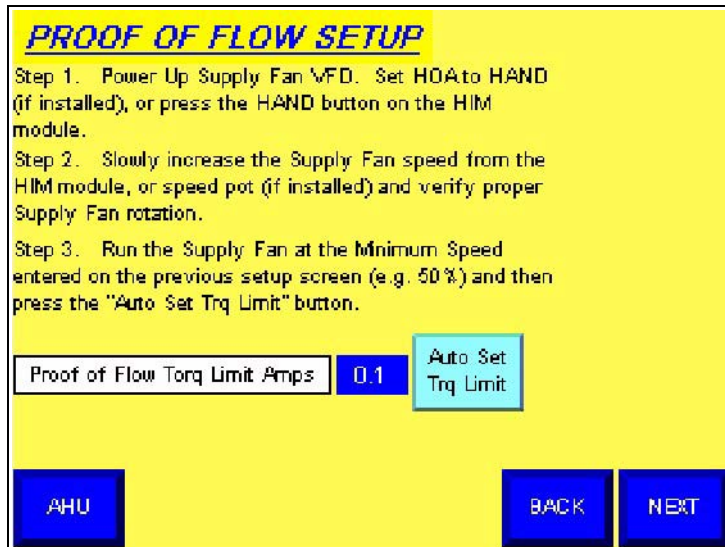 PROOF OF FLOW SETUP
Step 1. Power Up Supply Fan VFD. Set HOA to HAND
(if installed), or press the HAND button on the HIM
module.
Step 2. Slowly increase the Supply Fan speed from the
HIM module, or speed pot (if installed) and verify proper
Supply Fan rotation.
Step 3. Run the Supply Fan at the Minimum Speed
entered on the previous setup screen (e.g. 50%) and then
press the "Auto Set Trq Limit" button.
Proof of Flow Torq Limit Amps 0.1
Auto Set
Trq Limit
AHU
BACK
NEXT